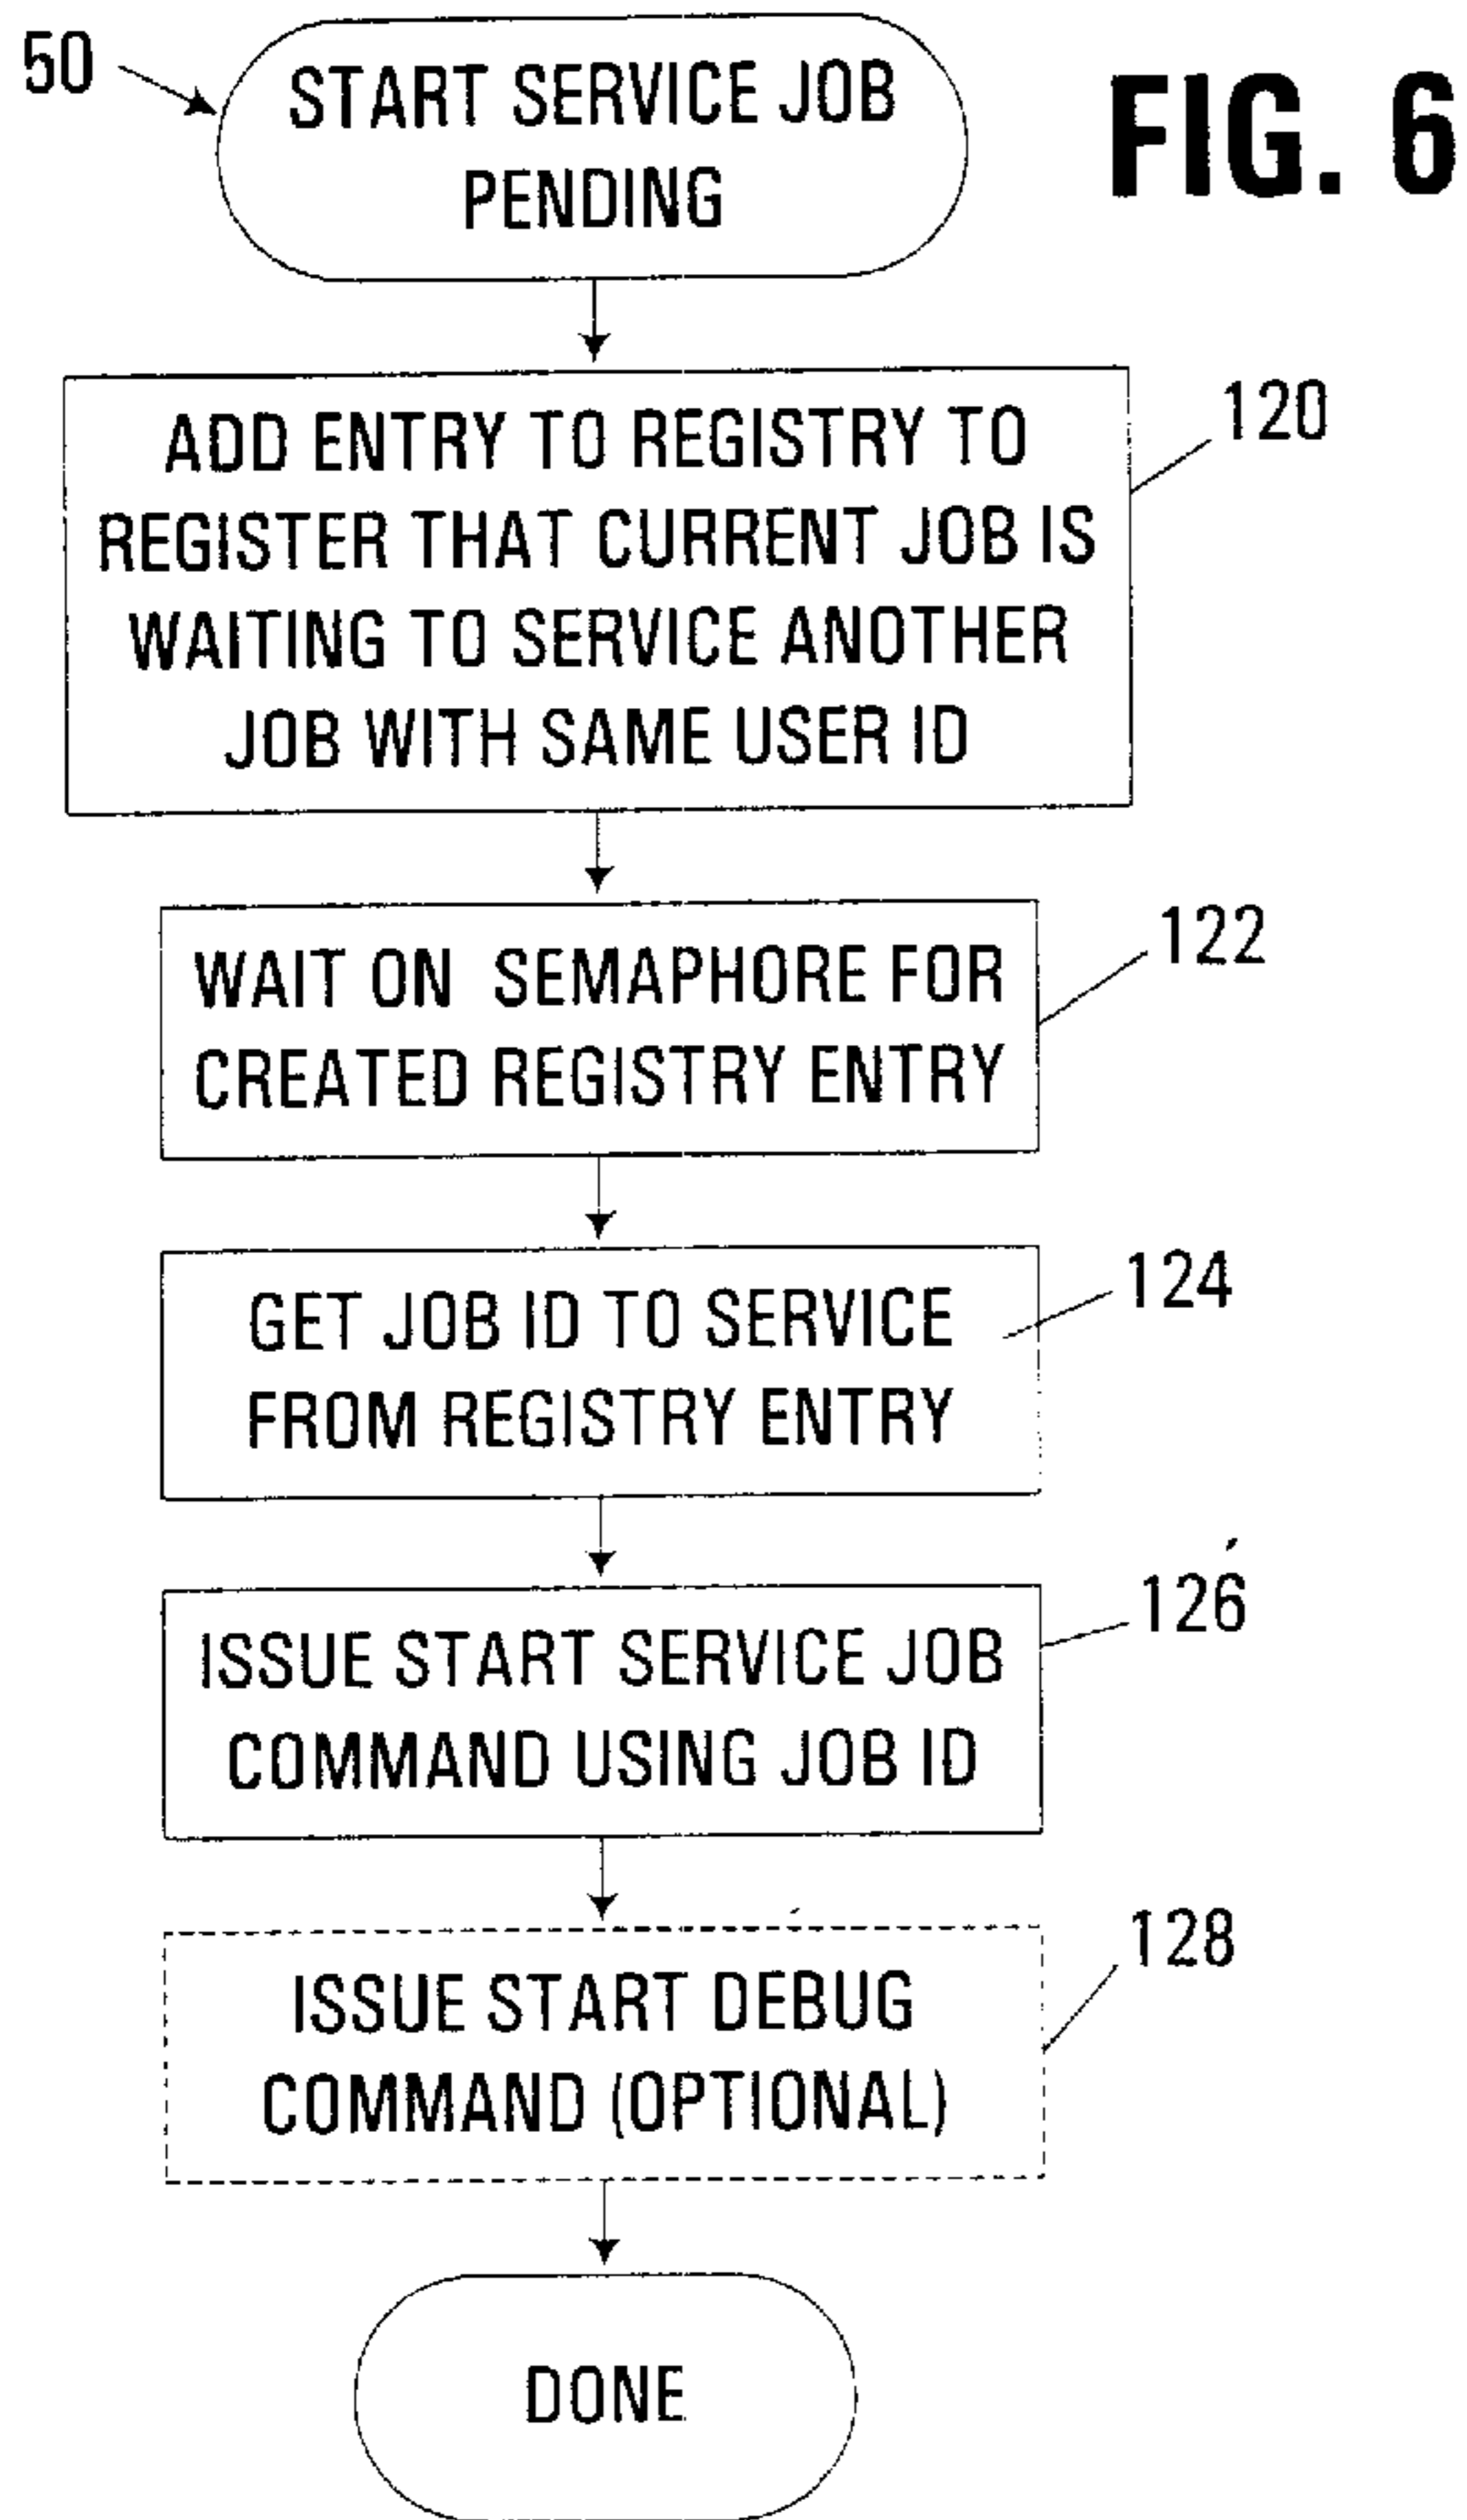 50
START SERVICE JOB
PENDING
FIG. 6
ADD ENTRY TO REGISTRY TO
REGISTER THAT CURRENT JOB IS
WAITING TO SERVICE ANOTHER
JOB WITH SAME USER ID
120
WAIT ON SEMAPHORE FOR
CREATED REGISTRY ENTRY
122
GET JOB ID TO SERVICE
FROM REGISTRY ENTRY
124
ISSUE START SERVICE JOB
COMMAND USING JOB ID
126
ISSUE START DEBUG
COMMAND (OPTIONAL)
128
DONE